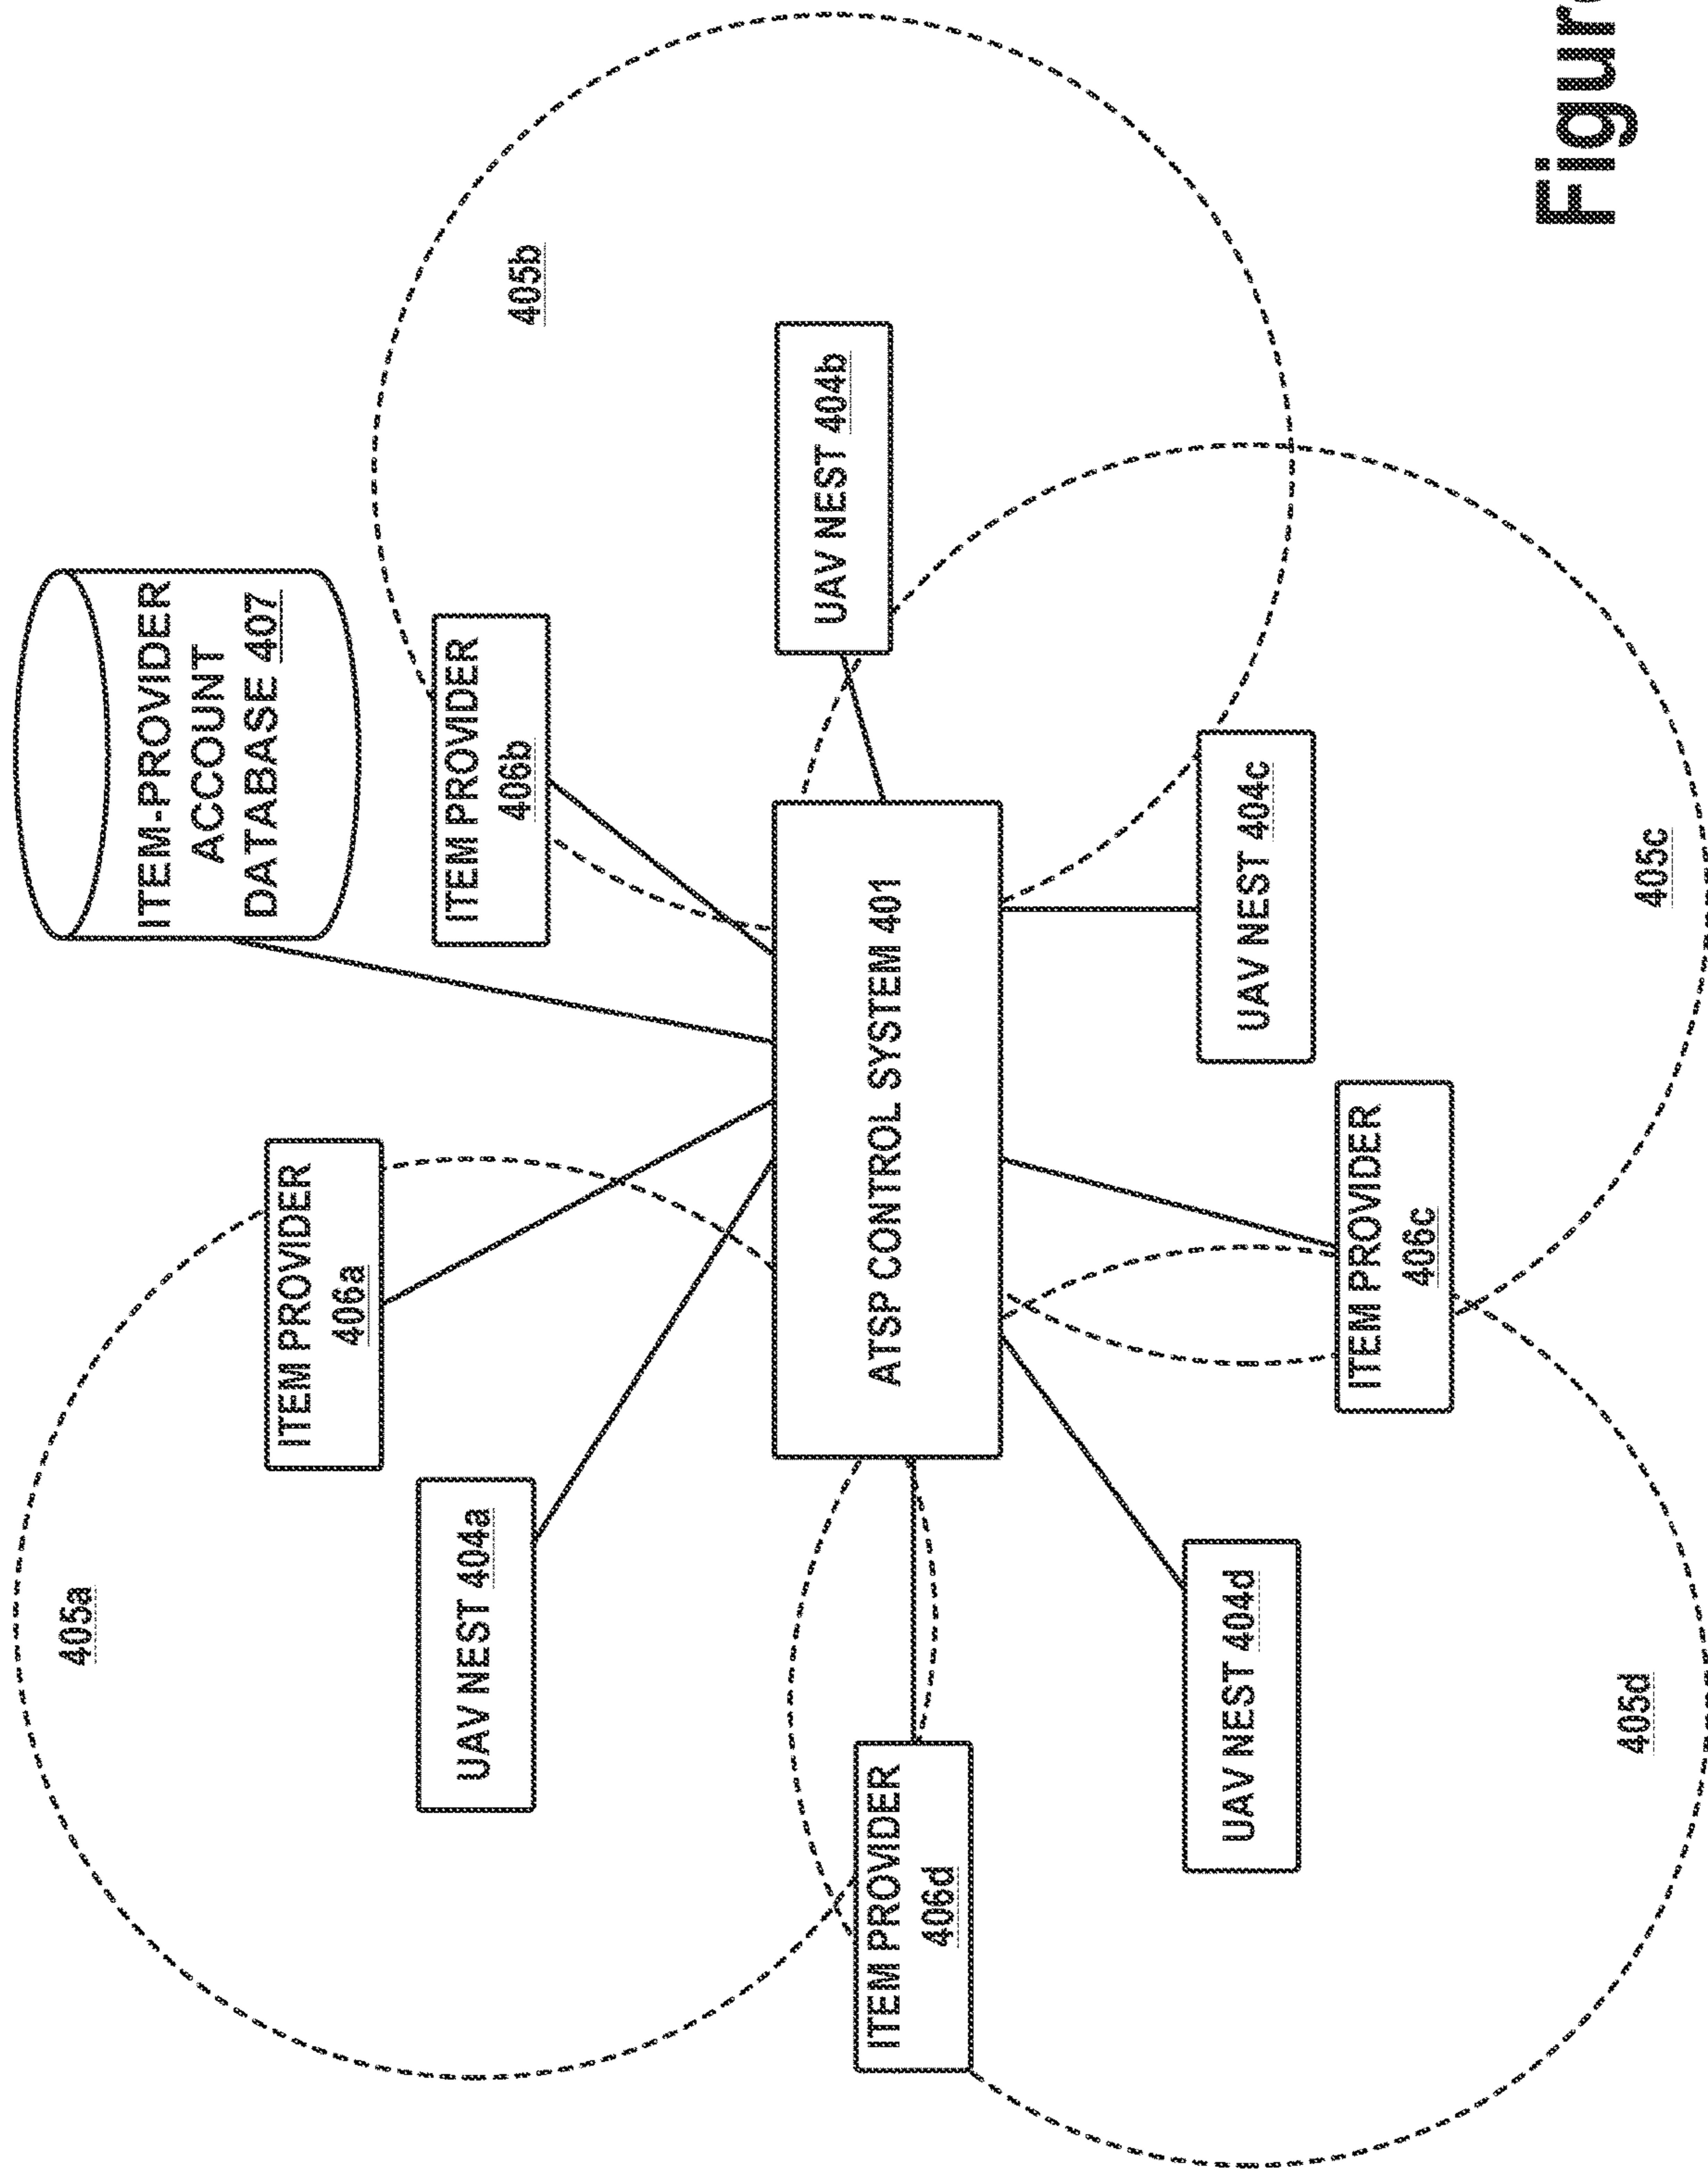 405a
ITEM-PROVIDER
ACCOUNT
DATABASE 407
ITEM PROVIDER
406a
UAV NEST 404a
ITEM PROVIDER
406b
405b
UAV NEST 404b
ITEM PROVIDER
406d
ATSP CONTROL SYSTEM 401
UAV NEST 404d
UAV NEST 404c
ITEM PROVIDER
406c
405d
405c
Figure